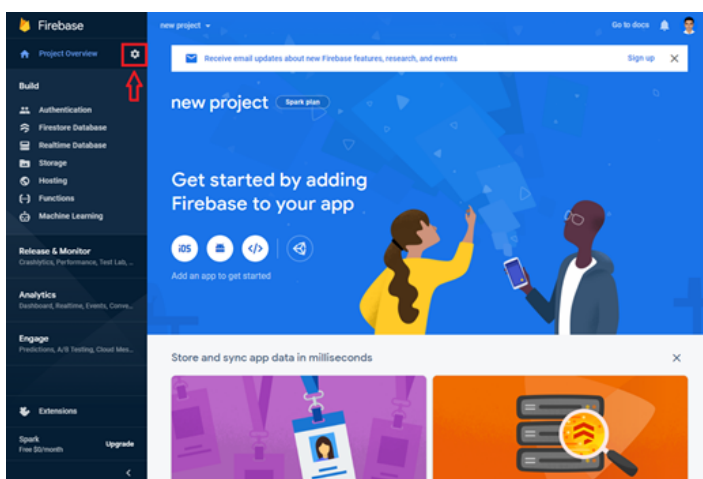 Firebase
new project
Go to docs
Project Overview
Receive email updates about new Firebase features, research, and events
Sign up
Build
new project
Spark plan
Authentication
Firestore Database
Realtime Database
Storage
Hosting
Functions
Machine Learning
Get started by adding
Firebase to your app
iOS
</>
Add an app to get started
Release & Monitor
Crashlytics, Performance, Test Lab, ...
Analytics
Dashboard, Realtime, Events, Conve...
Engage
Predictions, A/B Testing, Cloud Mes...
Store and sync app data in milliseconds
Extensions
Spark
Free $0/month
Upgrade